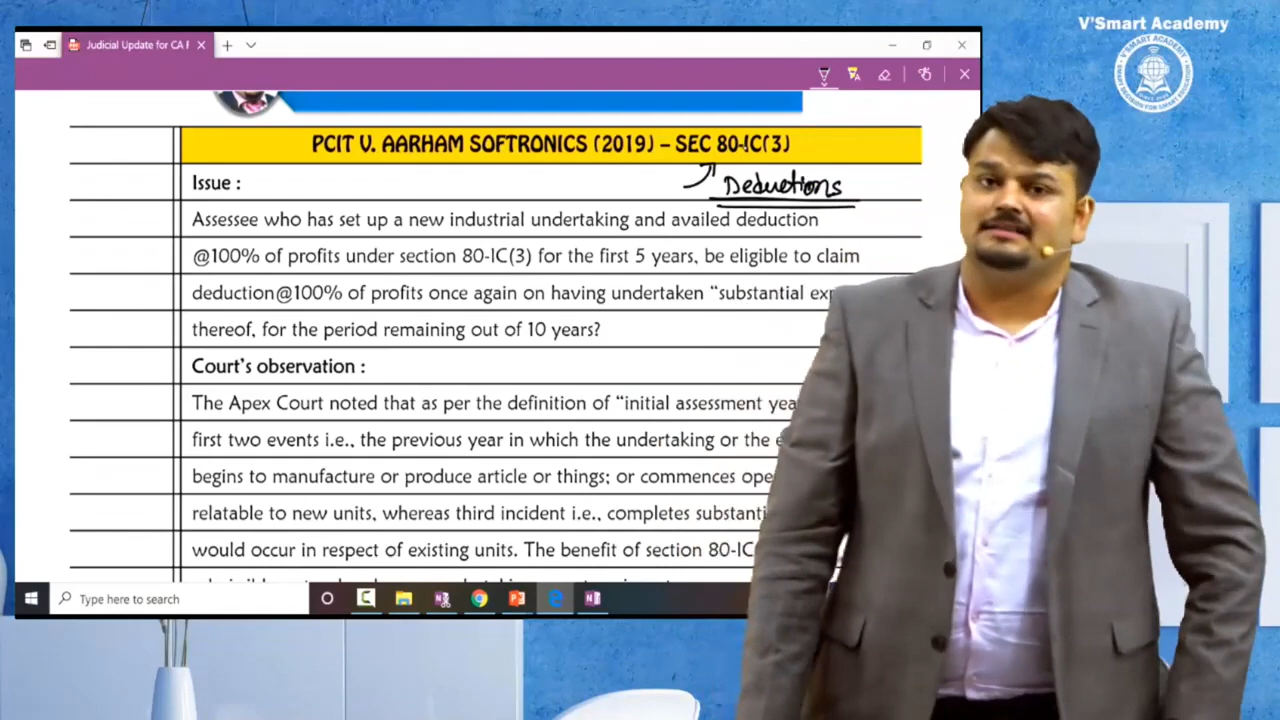 V'Smart Academy
Judicial Update for CA F
PCIT V. AARHAM SOFTRONICS (2019) – SEC 80-IC(3)
Issue :
Deductions
Assessee who has set up a new industrial undertaking and availed deduction
@100% of profits under section 80-IC(3) for the first 5 years, be eligible to claim
deduction@100% of profits once again on having undertaken “substantial exp
thereof, for the period remaining out of 10 years?
Court’s observation :
The Apex Court noted that as per the definition of “initial assessment yea
first two events i.e., the previous year in which the undertaking or the e
begins to manufacture or produce article or things; or commences ope
relatable to new units, whereas third incident i.e., completes substanti
would occur in respect of existing units. The benefit of section 80-IC
Type here to search